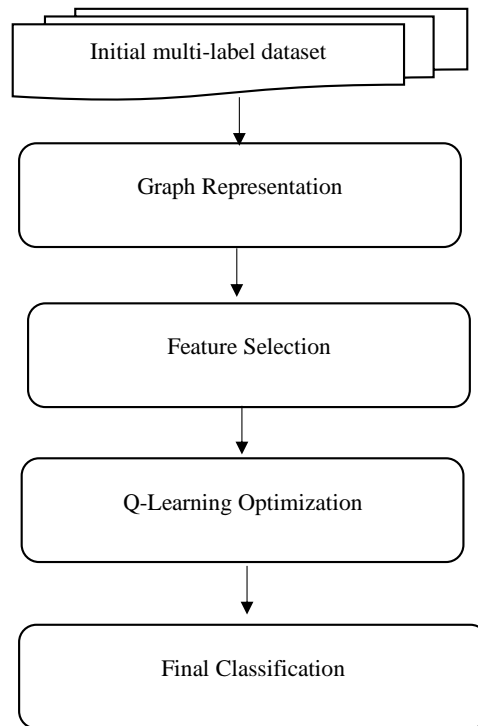 Initial multi-label dataset
Graph Representation
Feature Selection
Q-Learning Optimization
Final Classification